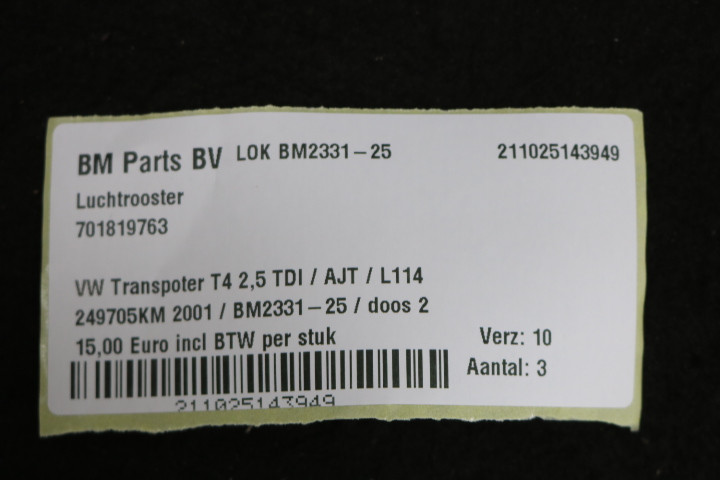 BM Parts BV LOK BM2331-25 211025143949
Luchtrooster
701819763
VW Transpoter T4 2,5 TDI / AJT / L114
249705KM 2001 / BM2331-25 / doos 2
15,00 Euro incl BTW per stuk Verz: 10
Aantal: 3
211025143949